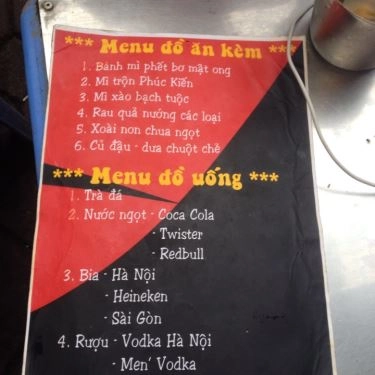 *** Menu đồ ăn kèm ***
1. Bánh mì phết bơ mật ong
2. Mì trộn Phúc Kiến
3. Mì xào bạch tuộc
4. Rau quả nướng các loại
5. Xoài non chua ngọt
6. Củ đậu - dưa chuột chẻ
*** Menu đồ uống ***
1. Trà đá
2. Nước ngọt - Coca Cola
- Twister
- Redbull
3. Bia - Hà Nội
- Heineken
- Sài Gòn
4. Rượu - Vodka Hà Nội
- Men' Vodka